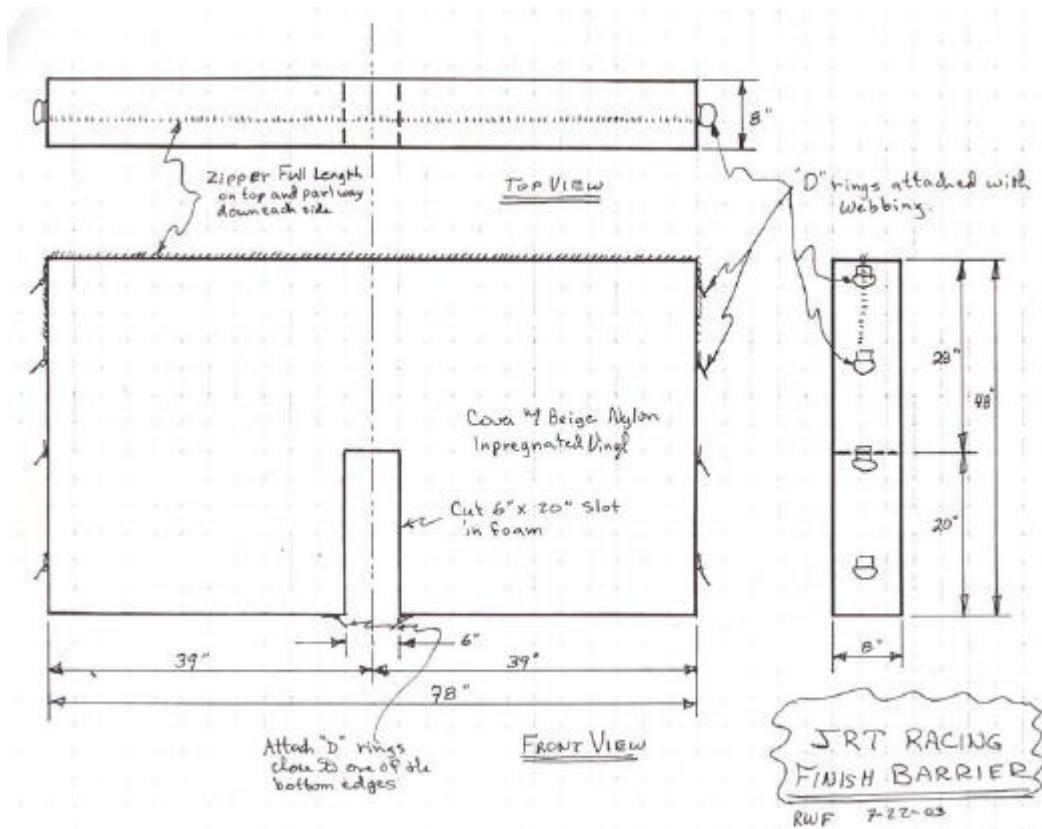 8"
Zipper Full Length
on top and part way
down each side
TOP VIEW
"D" rings attached with
Webbing.
28"
48"
Cover w/ Beige Nylon
Inpregnated Vinyl
Cut 6" x 20" Slot
in foam
20"
6"
8"
39"
39"
78"
Attach "D" rings
close to one of the
bottom edges
FRONT VIEW
JRT RACING
FINISH BARRIER
RWF 7-22-03